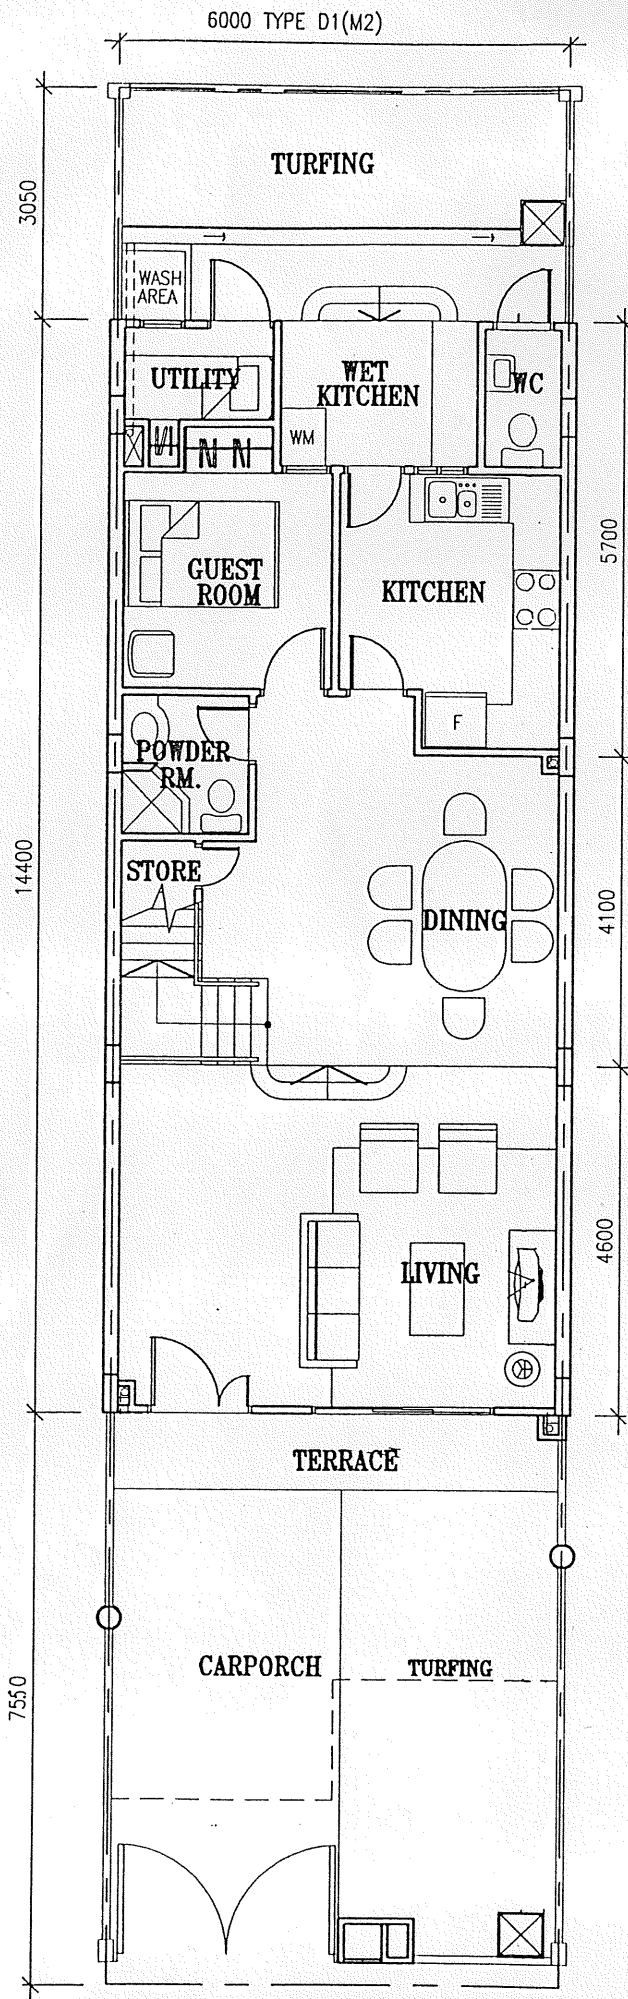 6000 TYPE D1(M2)
TURFING
3050
WASH
AREA
UTILITY
WET
KITCHEN
WC
WM
5700
GUEST
ROOM
KITCHEN
F
POWDER
RM.
14400
STORE
DINING
4100
LIVING
4600
TERRACE
CARPORCH
TURFING
7550